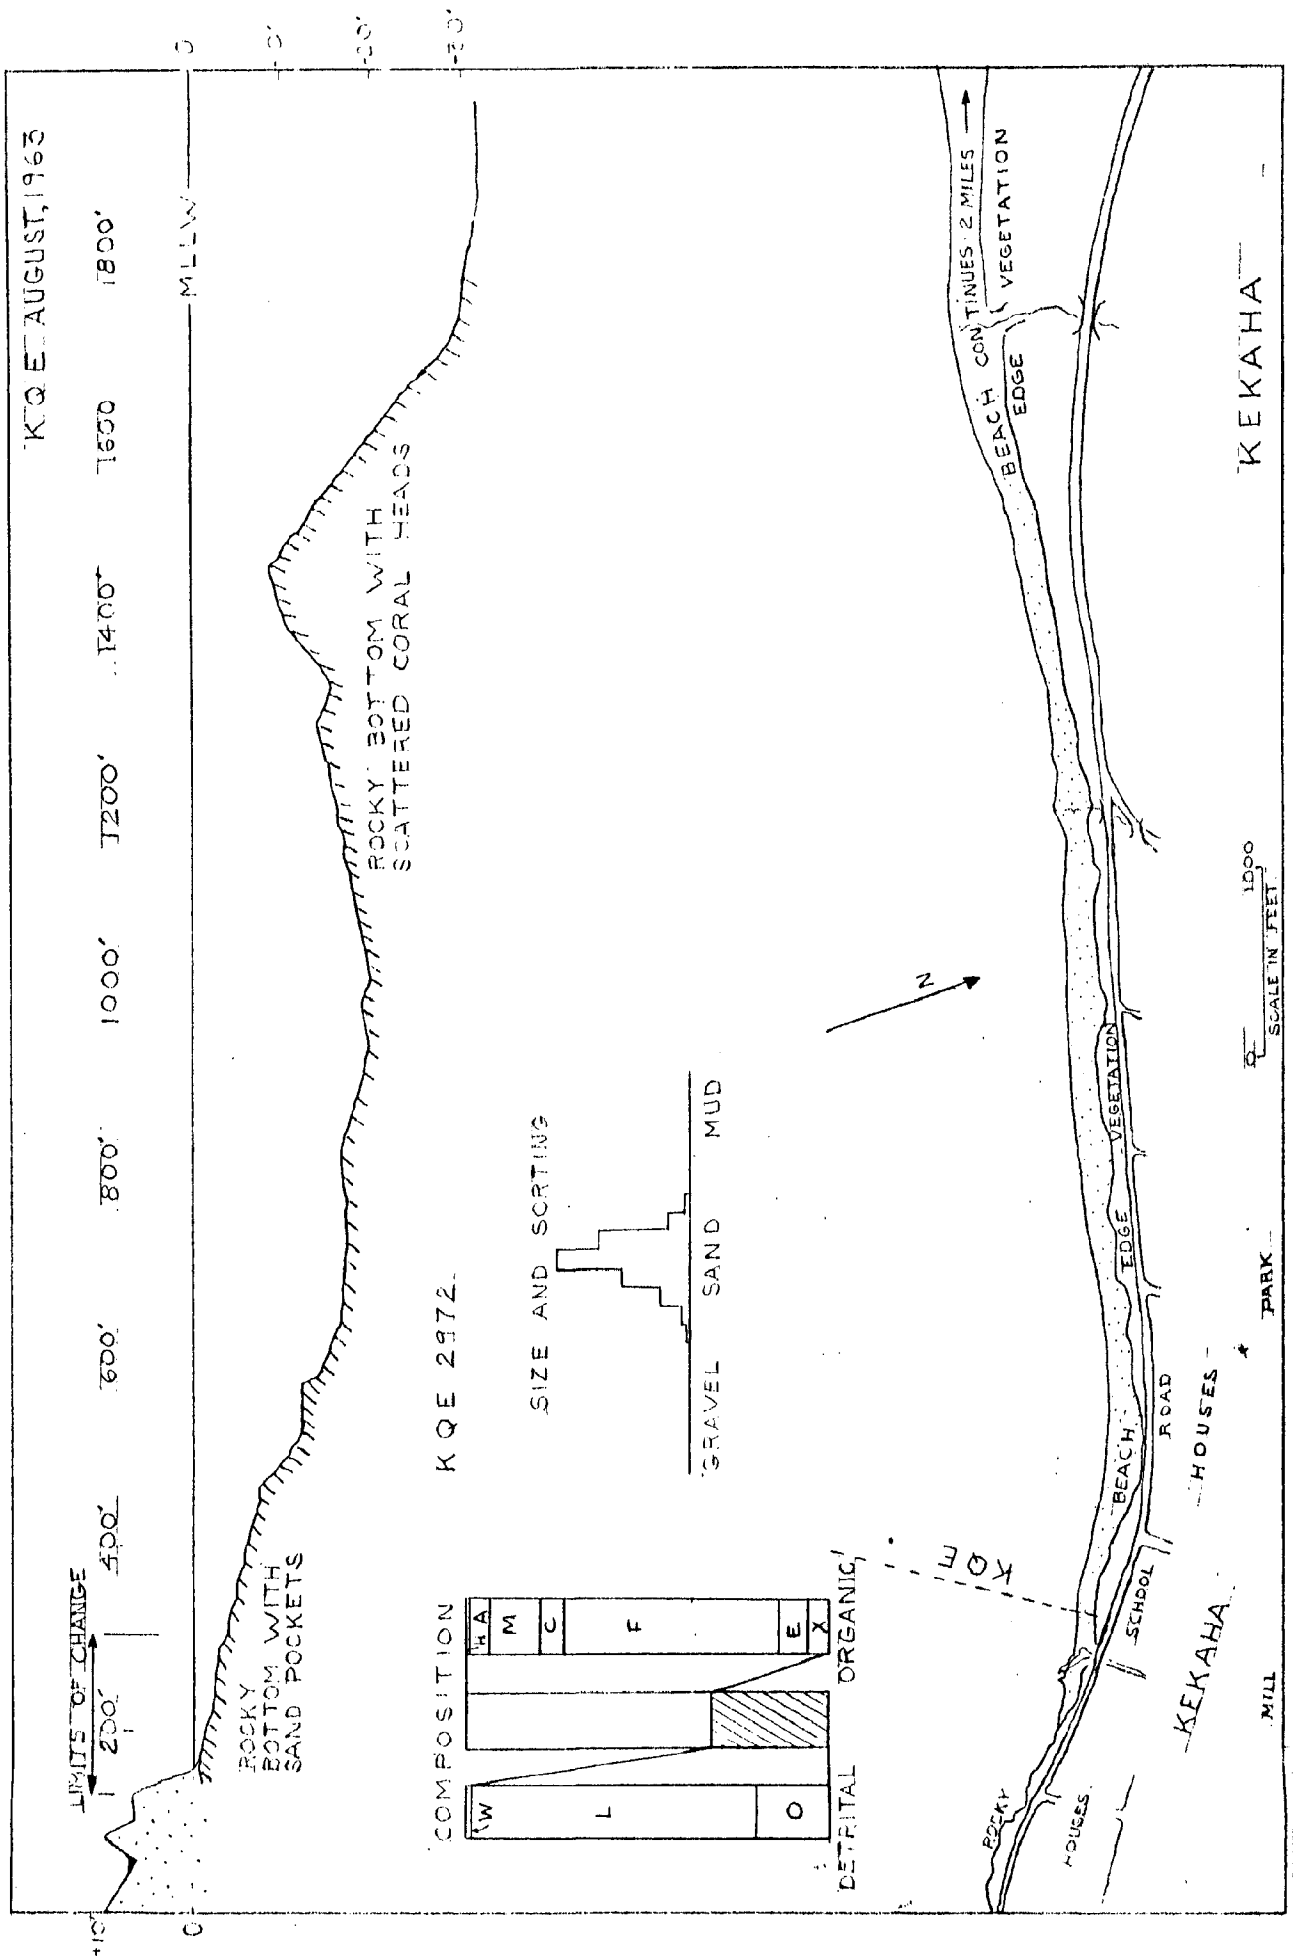 KQE AUGUST, 1963
LIMITS OF CHANGE
200' 400' 600' 800' 1000' 1200' 1400' 1600 1800'
+10'
0
MLLW
0
-20'
-30'
ROCKY
BOTTOM WITH
SAND POCKETS
ROCKY BOTTOM WITH
SCATTERED CORAL HEADS
COMPOSITION
W
L
O
H A
M
C
F
E
X
DETRITAL ORGANIC
KQE 2972
SIZE AND SORTING
GRAVEL SAND MUD
N
KQE
BEACH CONTINUES 2 MILES
EDGE VEGETATION
BEACH
EDGE VEGETATION
ROCKY
HOUSES
SCHOOL
ROAD
KEKAHA
HOUSES
MILL
PARK
0 1000
SCALE IN FEET
KEKAHA